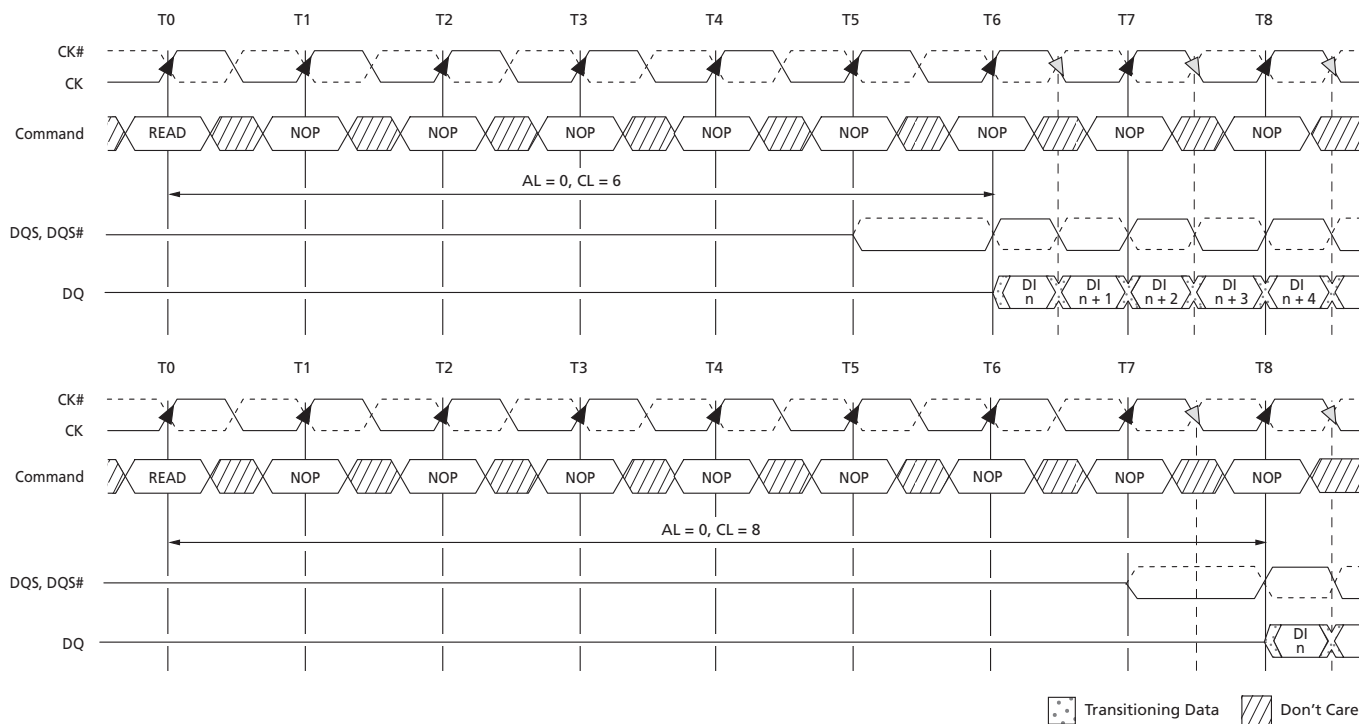 T0 T1 T2 T3 T4 T5 T6 T7 T8
CK#
CK
Command READ NOP NOP NOP NOP NOP NOP NOP NOP
AL = 0, CL = 6
DQS, DQS#
DQ DI n DI n + 1 DI n + 2 DI n + 3 DI n + 4
T0 T1 T2 T3 T4 T5 T6 T7 T8
CK#
CK
Command READ NOP NOP NOP NOP NOP NOP NOP NOP
AL = 0, CL = 8
DQS, DQS#
DQ DI n
Transitioning Data Don't Care